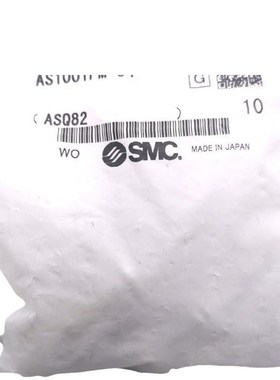 G
( ASQ82 ) 10
WO SMC. MADE IN JAPAN